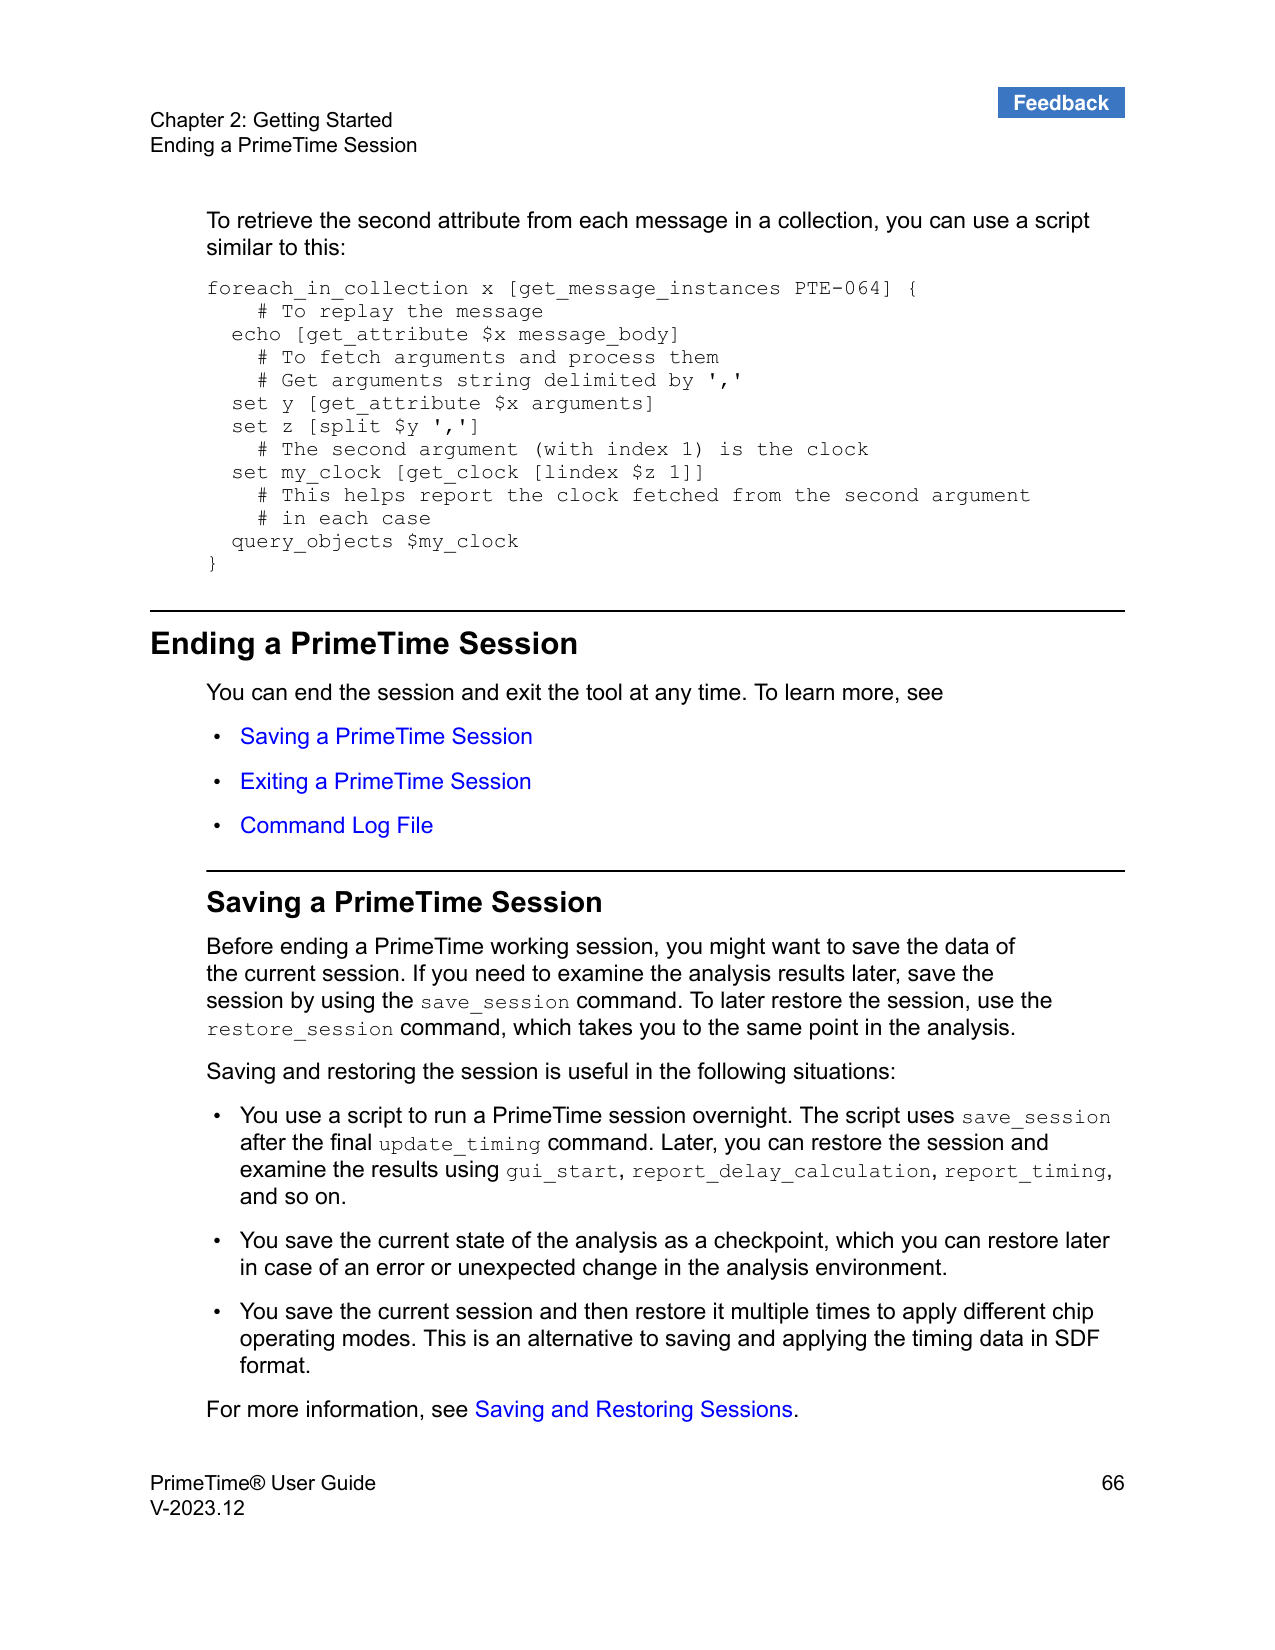 Feedback
Chapter 2: Getting Started
Ending a PrimeTime Session
To retrieve the second attribute from each message in a collection, you can use a script
similar to this:
foreach_in_collection x [get_message_instances PTE-064] {
    # To replay the message
  echo [get_attribute $x message_body]
    # To fetch arguments and process them
    # Get arguments string delimited by ','
  set y [get_attribute $x arguments]
  set z [split $y ',']
    # The second argument (with index 1) is the clock
  set my_clock [get_clock [lindex $z 1]]
    # This helps report the clock fetched from the second argument
    # in each case
  query_objects $my_clock
}
Ending a PrimeTime Session
You can end the session and exit the tool at any time. To learn more, see
• Saving a PrimeTime Session
• Exiting a PrimeTime Session
• Command Log File
Saving a PrimeTime Session
Before ending a PrimeTime working session, you might want to save the data of
the current session. If you need to examine the analysis results later, save the
session by using the save_session command. To later restore the session, use the
restore_session command, which takes you to the same point in the analysis.
Saving and restoring the session is useful in the following situations:
• You use a script to run a PrimeTime session overnight. The script uses save_session
after the final update_timing command. Later, you can restore the session and
examine the results using gui_start, report_delay_calculation, report_timing,
and so on.
• You save the current state of the analysis as a checkpoint, which you can restore later
in case of an error or unexpected change in the analysis environment.
• You save the current session and then restore it multiple times to apply different chip
operating modes. This is an alternative to saving and applying the timing data in SDF
format.
For more information, see Saving and Restoring Sessions.
PrimeTime® User Guide 66
V-2023.12